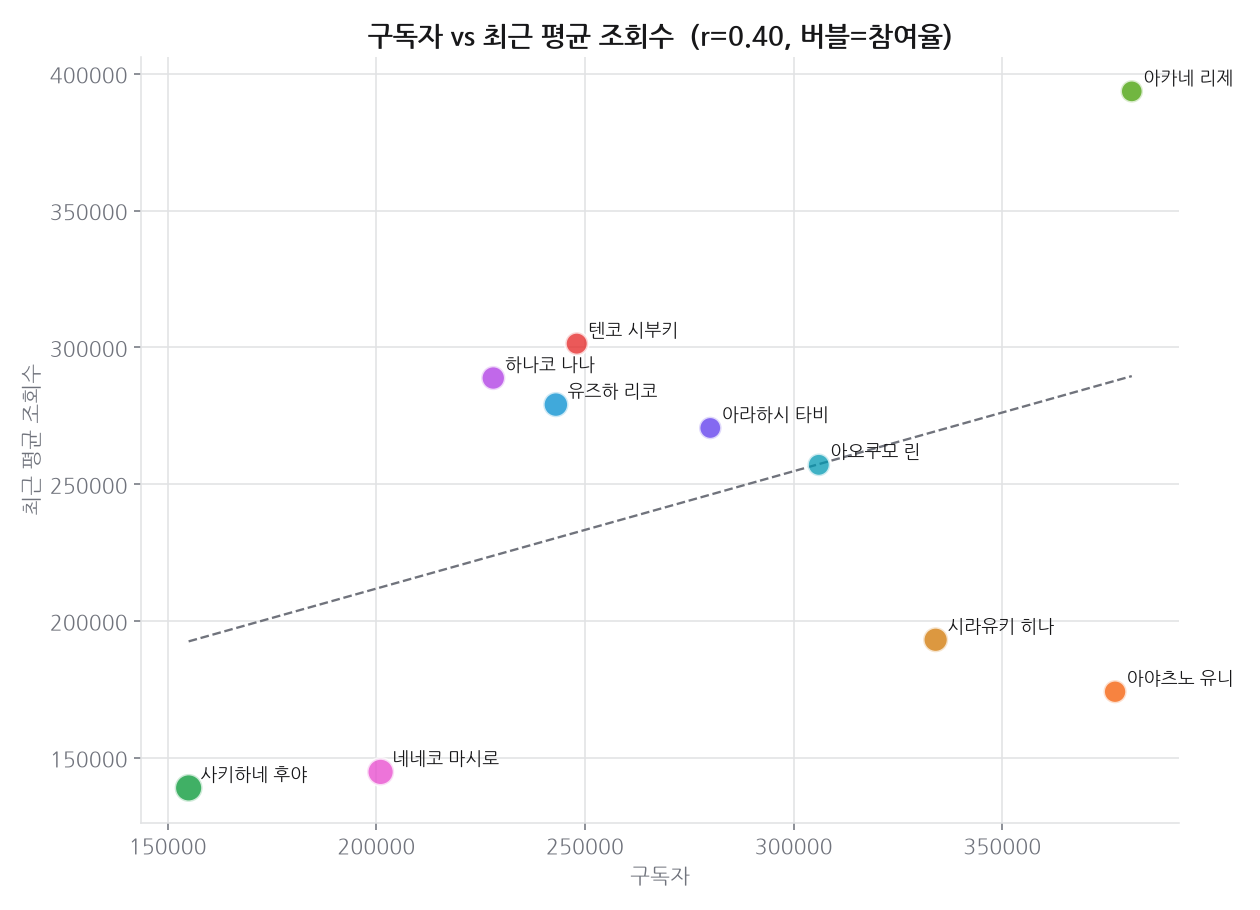 구독자 vs 최근 평균 조회수 (r=0.40, 버블=참여율)
400000
350000
300000
250000
200000
150000
최근 평균 조회수
아카네 리제
텐코 시부키
하나코 나나
유즈하 리코
아라하시 타비
아오쿠모 린
시라유키 히나
아야츠노 유니
네네코 마시로
사키하네 후야
150000
200000
250000
300000
350000
구독자